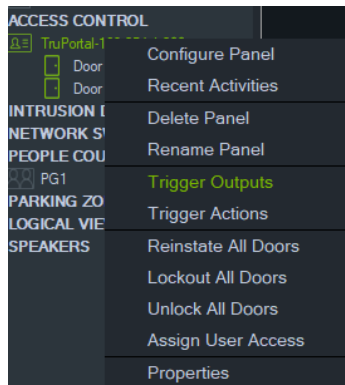 ACCESS CONTROL
TruPortal-1
Door
Door
INTRUSION
NETWORK
PEOPLE COU
PG1
PARKING ZO
LOGICAL VIE
SPEAKERS
Configure Panel
Recent Activities
Delete Panel
Rename Panel
Trigger Outputs
Trigger Actions
Reinstate All Doors
Lockout All Doors
Unlock All Doors
Assign User Access
Properties